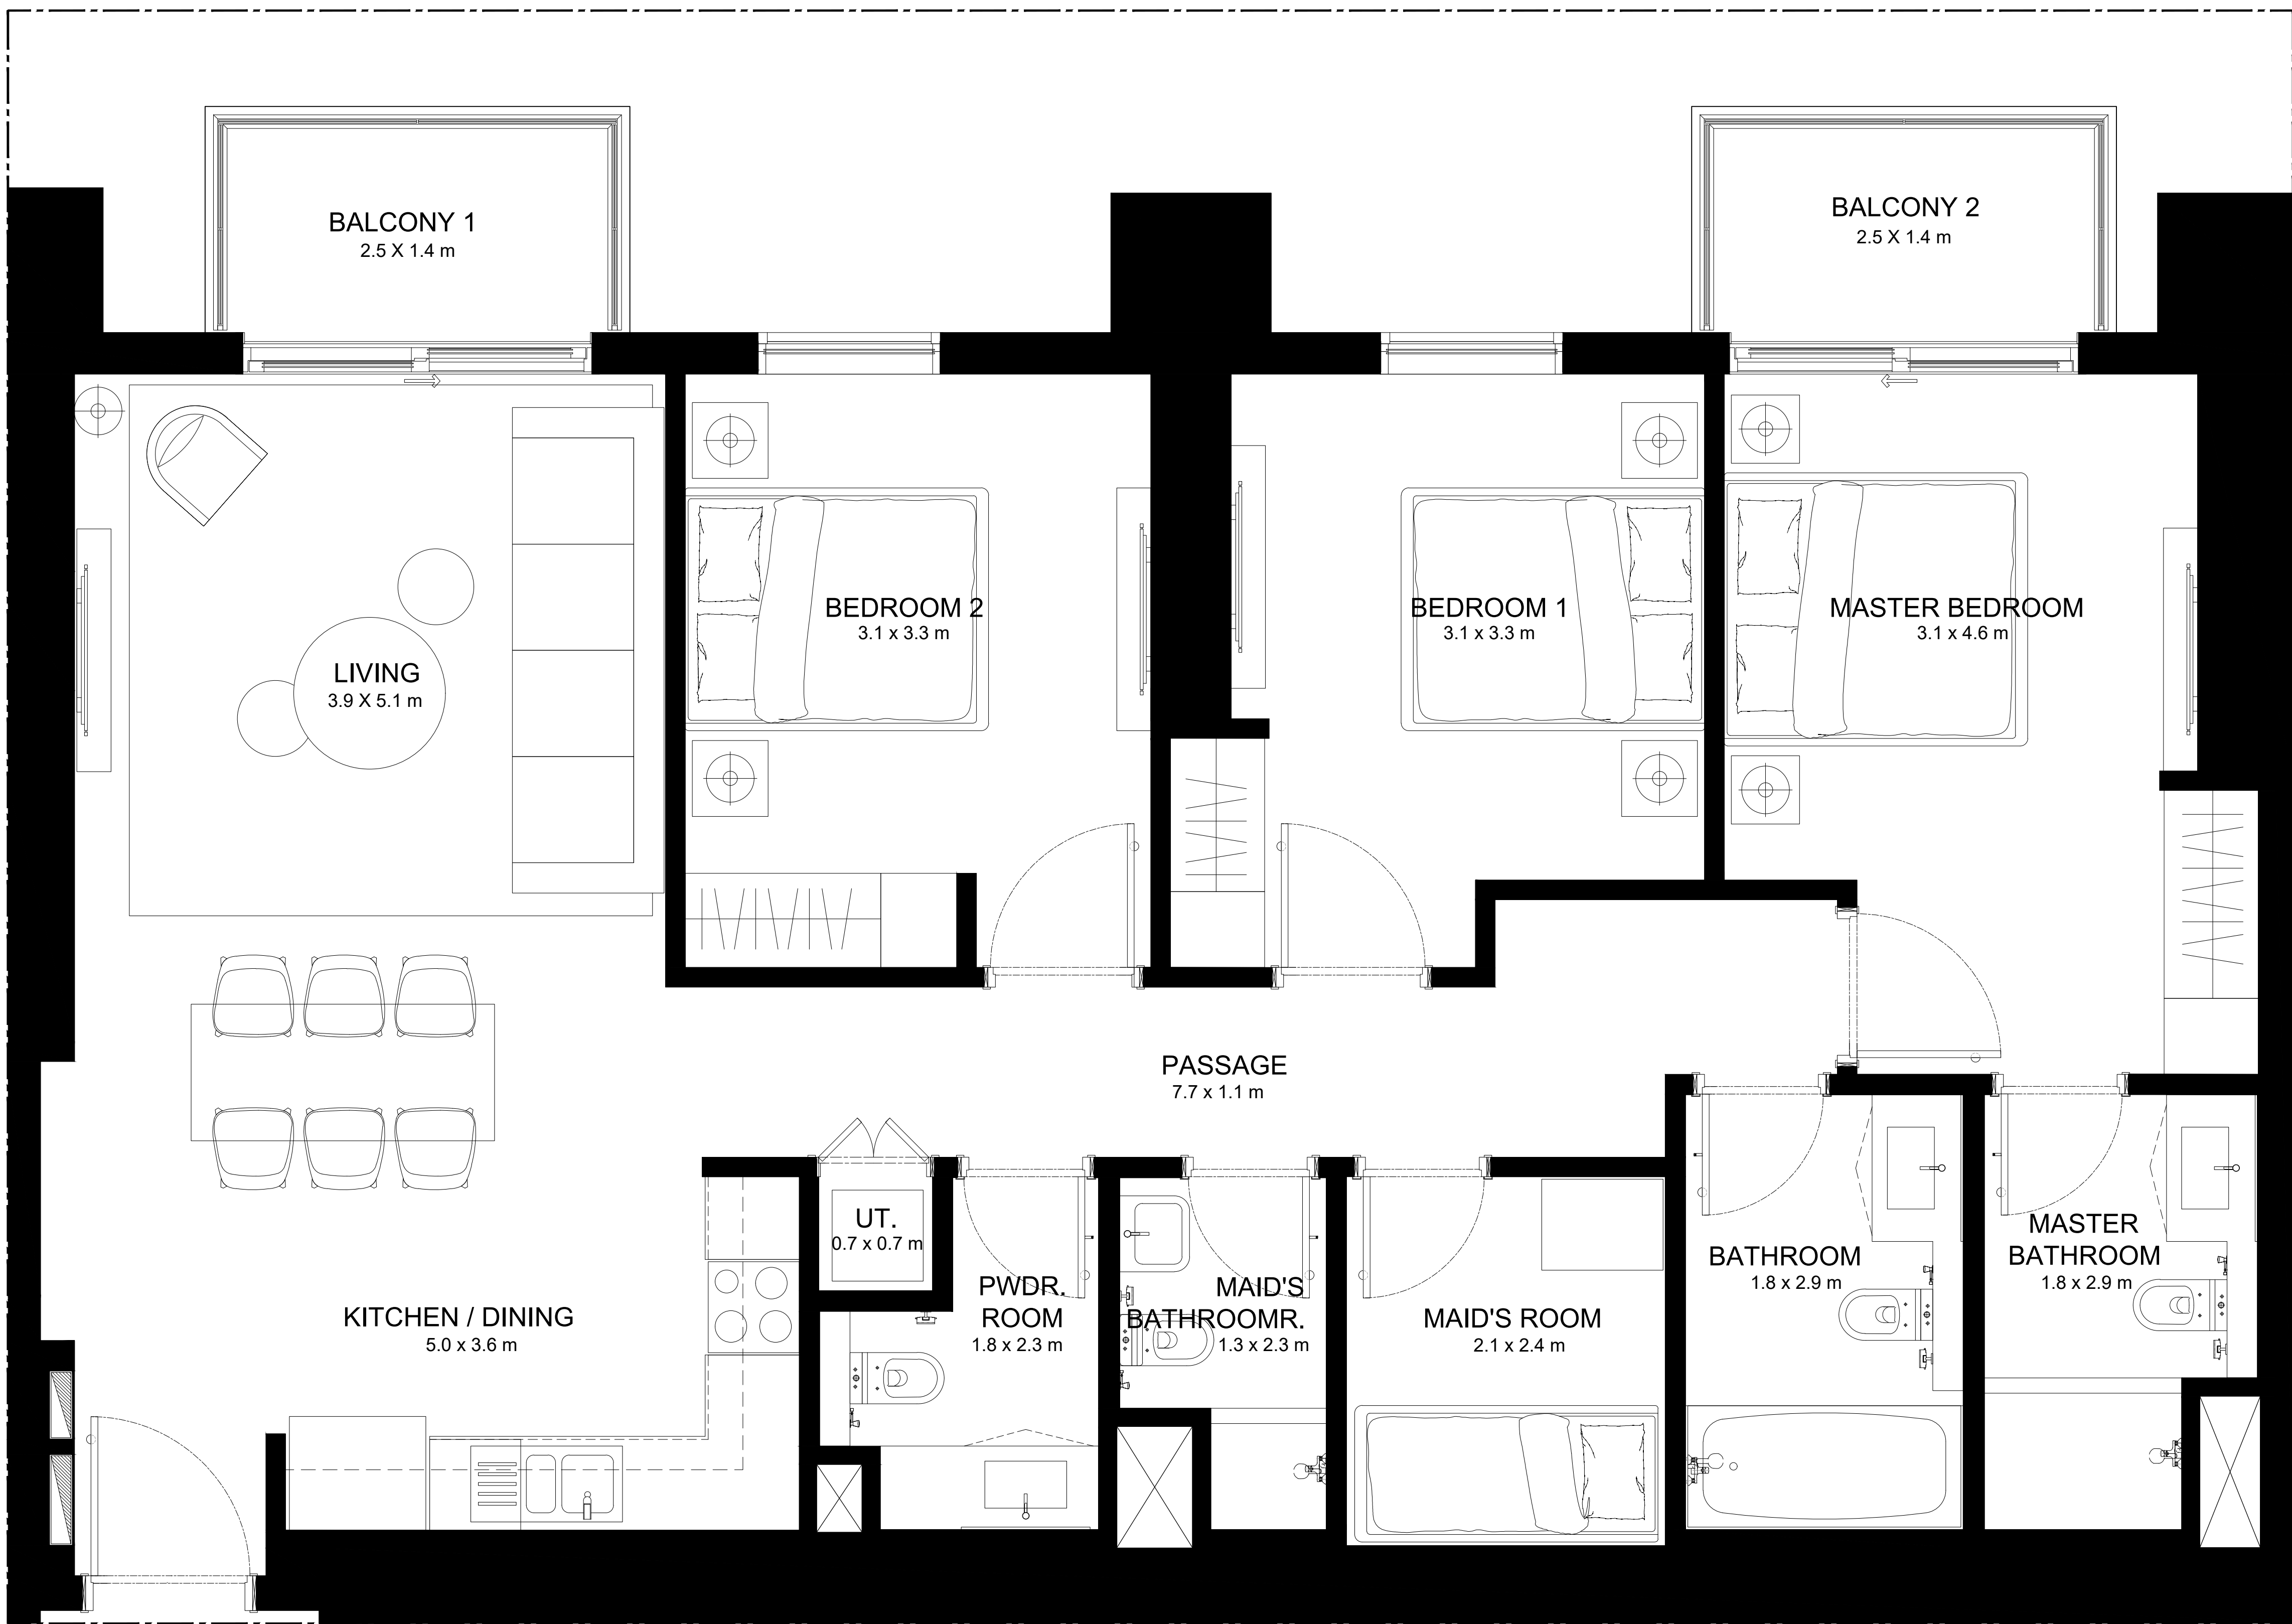 BALCONY 1
2.5 X 1.4 m
BALCONY 2
2.5 X 1.4 m
BEDROOM 2
3.1 x 3.3 m
BEDROOM 1
3.1 x 3.3 m
MASTER BEDROOM
3.1 x 4.6 m
LIVING
3.9 X 5.1 m
PASSAGE
7.7 x 1.1 m
UT.
0.7 x 0.7 m
KITCHEN / DINING
5.0 x 3.6 m
PWDR.
ROOM
1.8 x 2.3 m
MAID'S
BATHROOMR.
1.3 x 2.3 m
MAID'S ROOM
2.1 x 2.4 m
BATHROOM
1.8 x 2.9 m
MASTER
BATHROOM
1.8 x 2.9 m